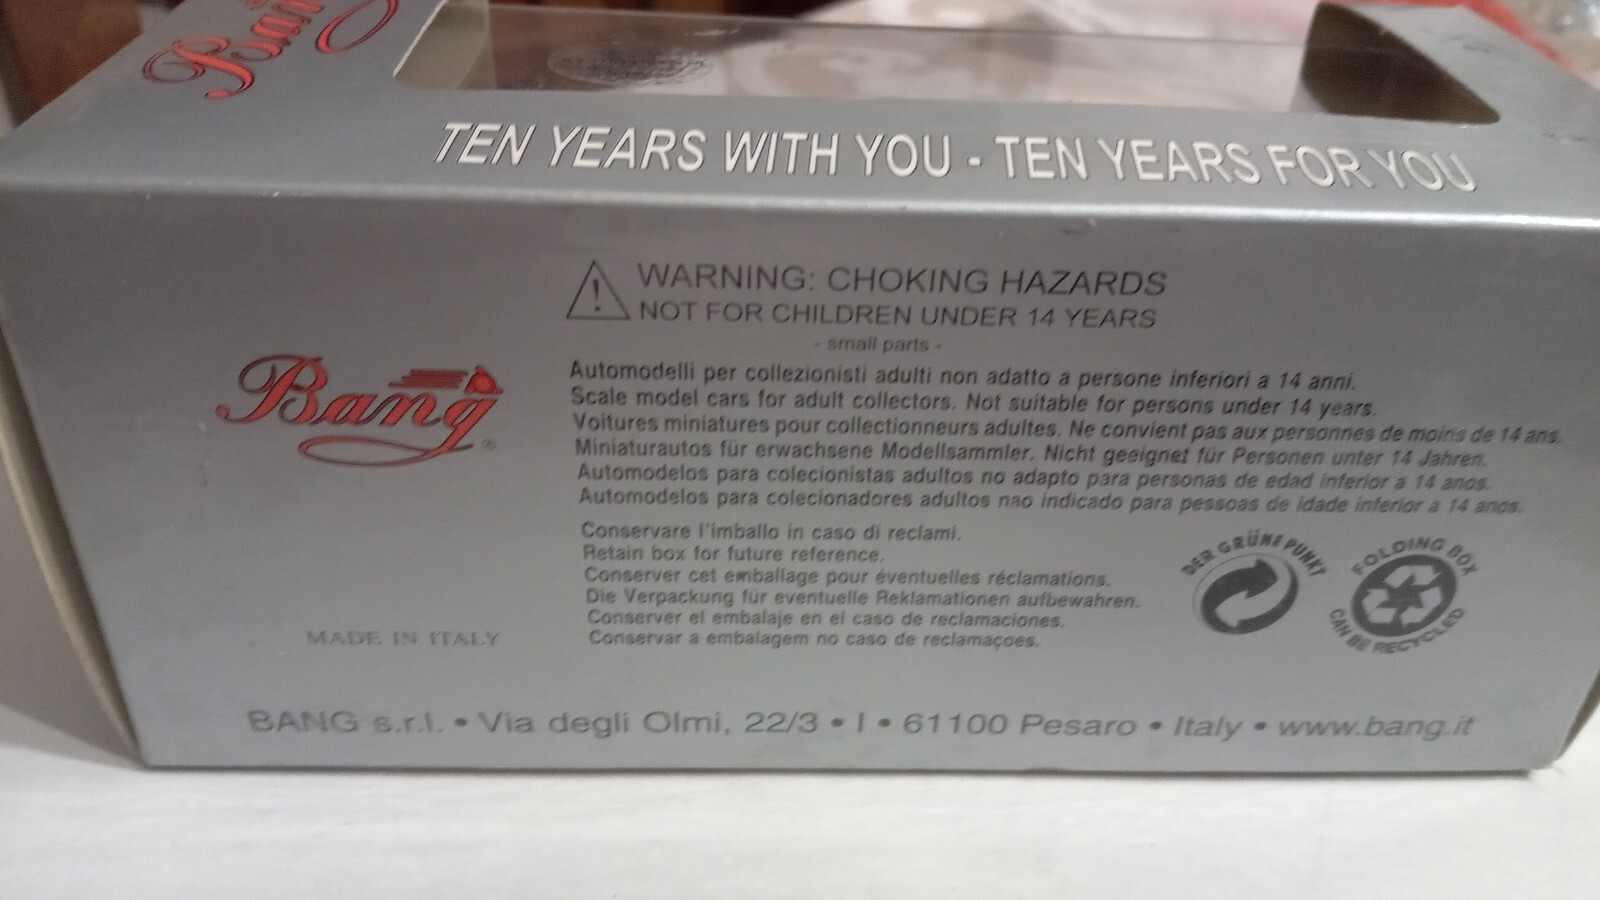 Bang
TEN YEARS WITH YOU - TEN YEARS FOR YOU
WARNING: CHOKING HAZARDS
NOT FOR CHILDREN UNDER 14 YEARS
- small parts -
Bang®
Automodelli per collezionisti adulti non adatto a persone inferiori a 14 anni.
Scale model cars for adult collectors. Not suitable for persons under 14 years.
Voitures miniatures pour collectionneurs adultes. Ne convient pas aux personnes de moins de 14 ans.
Miniaturautos für erwachsene Modellsammler. Nicht geeignet für Personen unter 14 Jahren.
Automodelos para colecionistas adultos no adapto para personas de edad inferior a 14 anos.
Automodelos para colecionadores adultos nao indicado para pessoas de idade inferior a 14 anos.
Conservare l'imballo in caso di reclami.
Retain box for future reference.
Conserver cet emballage pour éventuelles réclamations.
Die Verpackung für eventuelle Reklamationen aufbewahren.
Conserver el embalaje en el caso de reclamaciones.
Conservar a embalagem no caso de reclamaçoes.
DER GRÜNE PUNKT
FOLDING BOX
CAN BE RECYCLED
MADE IN ITALY
BANG s.r.l. • Via degli Olmi, 22/3 • I • 61100 Pesaro • Italy • www.bang.it